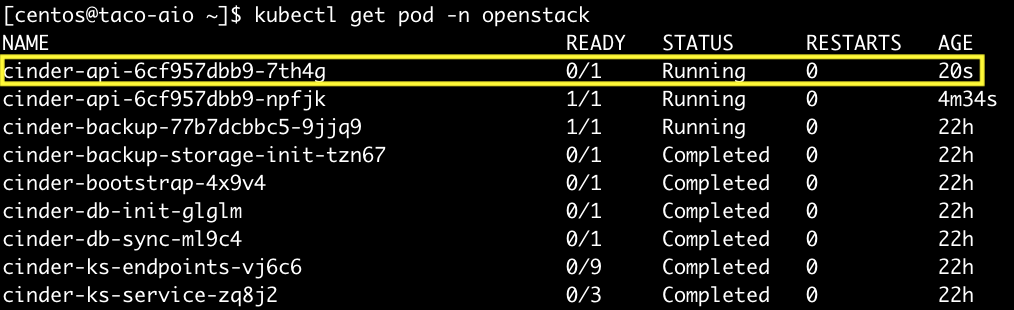 [centos@taco-aio ~]$ kubectl get pod -n openstack
NAME READY STATUS RESTARTS AGE
cinder-api-6cf957dbb9-7th4g 0/1 Running 0 20s
cinder-api-6cf957dbb9-npfjk 1/1 Running 0 4m34s
cinder-backup-77b7dcbbc5-9jjq9 1/1 Running 0 22h
cinder-backup-storage-init-tzn67 0/1 Completed 0 22h
cinder-bootstrap-4x9v4 0/1 Completed 0 22h
cinder-db-init-glglm 0/1 Completed 0 22h
cinder-db-sync-ml9c4 0/1 Completed 0 22h
cinder-ks-endpoints-vj6c6 0/9 Completed 0 22h
cinder-ks-service-zq8j2 0/3 Completed 0 22h